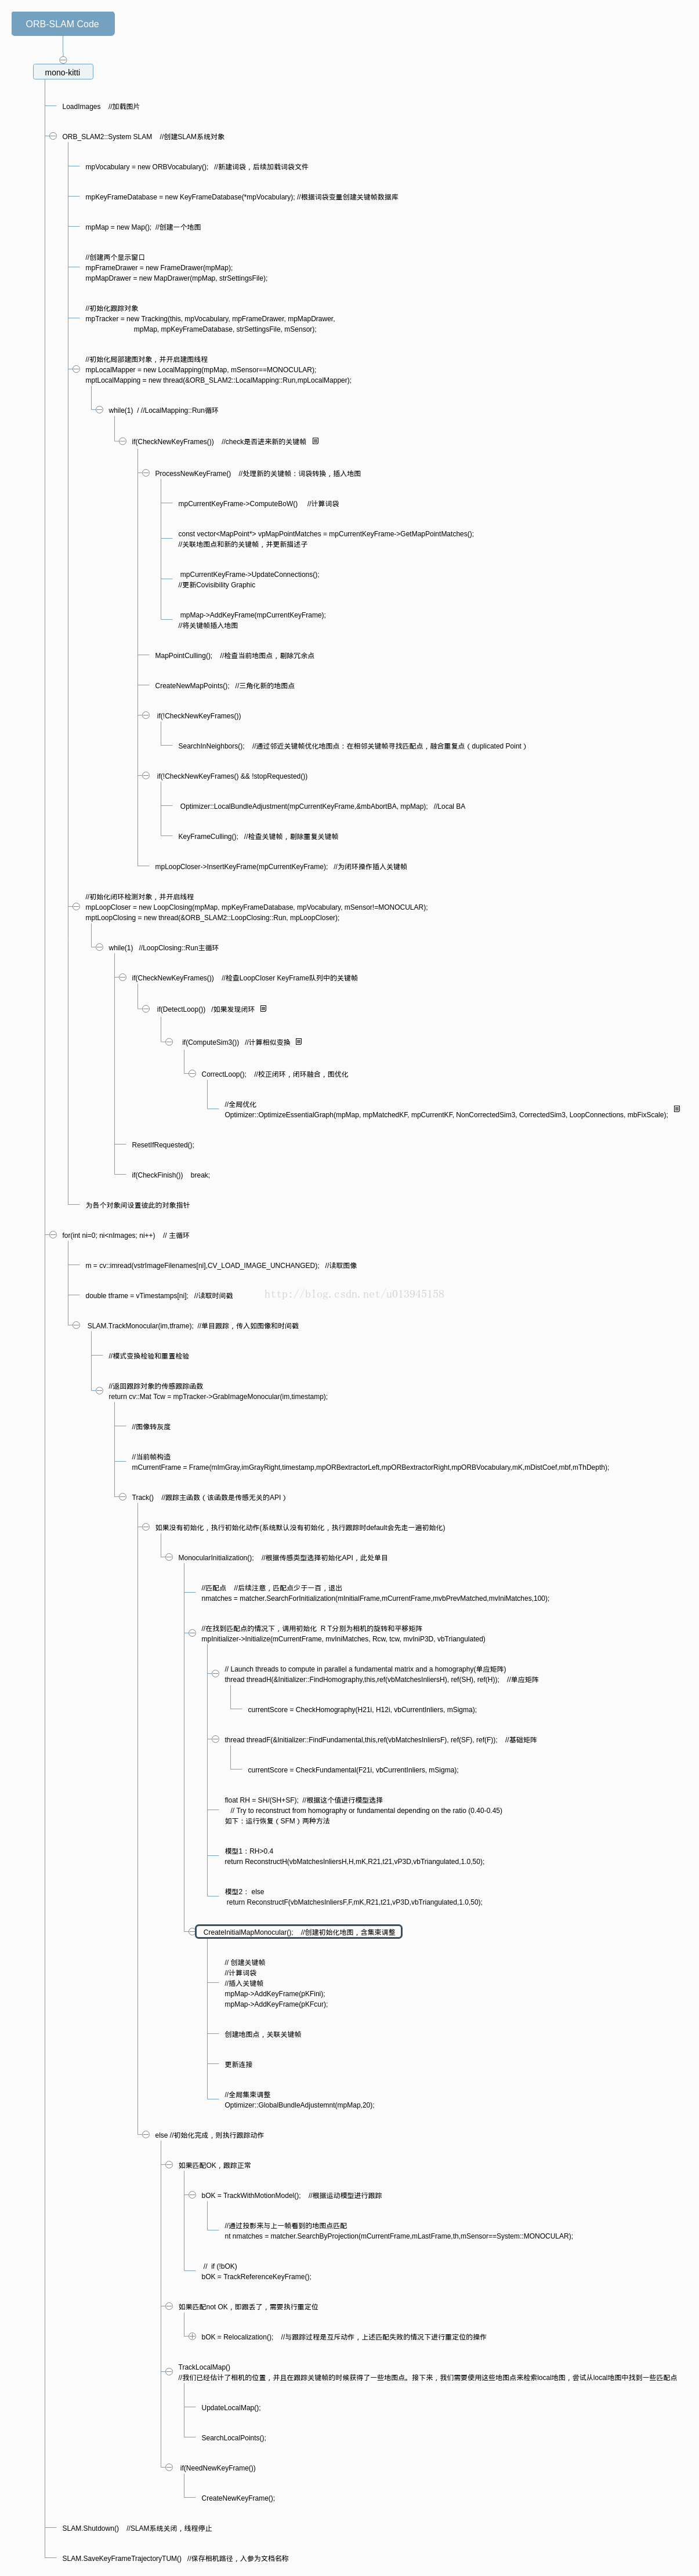 ORB-SLAM Code
mono-kitti
LoadImages //加载图片
ORB_SLAM2::System SLAM //创建SLAM系统对象
mpVocabulary = new ORBVocabulary(); //新建词袋，后续加载词袋文件
mpKeyFrameDatabase = new KeyFrameDatabase(*mpVocabulary); //根据词袋变量创建关键帧数据库
mpMap = new Map(); //创建一个地图
//创建两个显示窗口
mpFrameDrawer = new FrameDrawer(mpMap);
mpMapDrawer = new MapDrawer(mpMap, strSettingsFile);
//初始化跟踪对象
mpTracker = new Tracking(this, mpVocabulary, mpFrameDrawer, mpMapDrawer,
mpMap, mpKeyFrameDatabase, strSettingsFile, mSensor);
//初始化局部建图对象，并开启建图线程
mpLocalMapper = new LocalMapping(mpMap, mSensor==MONOCULAR);
mptLocalMapping = new thread(&ORB_SLAM2::LocalMapping::Run,mpLocalMapper);
while(1) / //LocalMapping::Run循环
if(CheckNewKeyFrames()) //check是否进来新的关键帧
ProcessNewKeyFrame() //处理新的关键帧：词袋转换，插入地图
mpCurrentKeyFrame->ComputeBoW() //计算词袋
const vector<MapPoint*> vpMapPointMatches = mpCurrentKeyFrame->GetMapPointMatches();
//关联地图点和新的关键帧，并更新描述子
mpCurrentKeyFrame->UpdateConnections();
//更新Covisibility Graphic
mpMap->AddKeyFrame(mpCurrentKeyFrame);
//将关键帧插入地图
MapPointCulling(); //检查当前地图点，剔除冗余点
CreateNewMapPoints(); //三角化新的地图点
if(!CheckNewKeyFrames())
SearchInNeighbors(); //通过邻近关键帧优化地图点：在相邻关键帧寻找匹配点，融合重复点（duplicated Point）
if(!CheckNewKeyFrames() && !stopRequested())
Optimizer::LocalBundleAdjustment(mpCurrentKeyFrame,&mbAbortBA, mpMap); //Local BA
KeyFrameCulling(); //检查关键帧，剔除重复关键帧
mpLoopCloser->InsertKeyFrame(mpCurrentKeyFrame); //为闭环操作插入关键帧
//初始化闭环检测对象，并开启线程
mpLoopCloser = new LoopClosing(mpMap, mpKeyFrameDatabase, mpVocabulary, mSensor!=MONOCULAR);
mptLoopClosing = new thread(&ORB_SLAM2::LoopClosing::Run, mpLoopCloser);
while(1) //LoopClosing::Run主循环
if(CheckNewKeyFrames()) //检查LoopCloser KeyFrame队列中的关键帧
if(DetectLoop()) /如果发现闭环
if(ComputeSim3()) //计算相似变换
CorrectLoop(); //校正闭环，闭环融合，图优化
//全局优化
Optimizer::OptimizeEssentialGraph(mpMap, mpMatchedKF, mpCurrentKF, NonCorrectedSim3, CorrectedSim3, LoopConnections, mbFixScale);
ResetIfRequested();
if(CheckFinish()) break;
为各个对象间设置彼此的对象指针
for(int ni=0; ni<nImages; ni++) // 主循环
m = cv::imread(vstrImageFilenames[ni],CV_LOAD_IMAGE_UNCHANGED); //读取图像
double tframe = vTimestamps[ni]; //读取时间戳
http://blog.csdn.net/u013945158
SLAM.TrackMonocular(im,tframe); //单目跟踪，传入如图像和时间戳
//模式变换检验和重置检验
//返回跟踪对象的传感跟踪函数
return cv::Mat Tcw = mpTracker->GrabImageMonocular(im,timestamp);
//图像转灰度
//当前帧构造
mCurrentFrame = Frame(mImGray,imGrayRight,timestamp,mpORBextractorLeft,mpORBextractorRight,mpORBVocabulary,mK,mDistCoef,mbf,mThDepth);
Track() //跟踪主函数（该函数是传感无关的API）
如果没有初始化，执行初始化动作(系统默认没有初始化，执行跟踪时default会先走一遍初始化)
MonocularInitialization(); //根据传感类型选择初始化API，此处单目
//匹配点 //后续注意，匹配点少于一百，退出
nmatches = matcher.SearchForInitialization(mInitialFrame,mCurrentFrame,mvbPrevMatched,mvIniMatches,100);
//在找到匹配点的情况下，调用初始化 R T分别为相机的旋转和平移矩阵
mpInitializer->Initialize(mCurrentFrame, mvIniMatches, Rcw, tcw, mvIniP3D, vbTriangulated)
// Launch threads to compute in parallel a fundamental matrix and a homography(单应矩阵)
thread threadH(&Initializer::FindHomography,this,ref(vbMatchesInliersH), ref(SH), ref(H)); //单应矩阵
currentScore = CheckHomography(H21i, H12i, vbCurrentInliers, mSigma);
thread threadF(&Initializer::FindFundamental,this,ref(vbMatchesInliersF), ref(SF), ref(F)); //基础矩阵
currentScore = CheckFundamental(F21i, vbCurrentInliers, mSigma);
float RH = SH/(SH+SF); //根据这个值进行模型选择
// Try to reconstruct from homography or fundamental depending on the ratio (0.40-0.45)
如下：运行恢复（SFM）两种方法
模型1：RH>0.4
return ReconstructH(vbMatchesInliersH,H,mK,R21,t21,vP3D,vbTriangulated,1.0,50);
模型2： else
return ReconstructF(vbMatchesInliersF,F,mK,R21,t21,vP3D,vbTriangulated,1.0,50);
CreateInitialMapMonocular(); //创建初始化地图，含集束调整
// 创建关键帧
//计算词袋
//插入关键帧
mpMap->AddKeyFrame(pKFini);
mpMap->AddKeyFrame(pKFcur);
创建地图点，关联关键帧
更新连接
//全局集束调整
Optimizer::GlobalBundleAdjustemnt(mpMap,20);
else //初始化完成，则执行跟踪动作
如果匹配OK，跟踪正常
bOK = TrackWithMotionModel(); //根据运动模型进行跟踪
//通过投影来与上一帧看到的地图点匹配
nt nmatches = matcher.SearchByProjection(mCurrentFrame,mLastFrame,th,mSensor==System::MONOCULAR);
// if (!bOK)
bOK = TrackReferenceKeyFrame();
如果匹配not OK，即跟丢了，需要执行重定位
bOK = Relocalization(); //与跟踪过程是互斥动作，上述匹配失败的情况下进行重定位的操作
TrackLocalMap()
//我们已经估计了相机的位置，并且在跟踪关键帧的时候获得了一些地图点。接下来，我们需要使用这些地图点来检索local地图，尝试从local地图中找到一些匹配点
UpdateLocalMap();
SearchLocalPoints();
if(NeedNewKeyFrame())
CreateNewKeyFrame();
SLAM.Shutdown() //SLAM系统关闭，线程停止
SLAM.SaveKeyFrameTrajectoryTUM() //保存相机路径，入参为文档名称